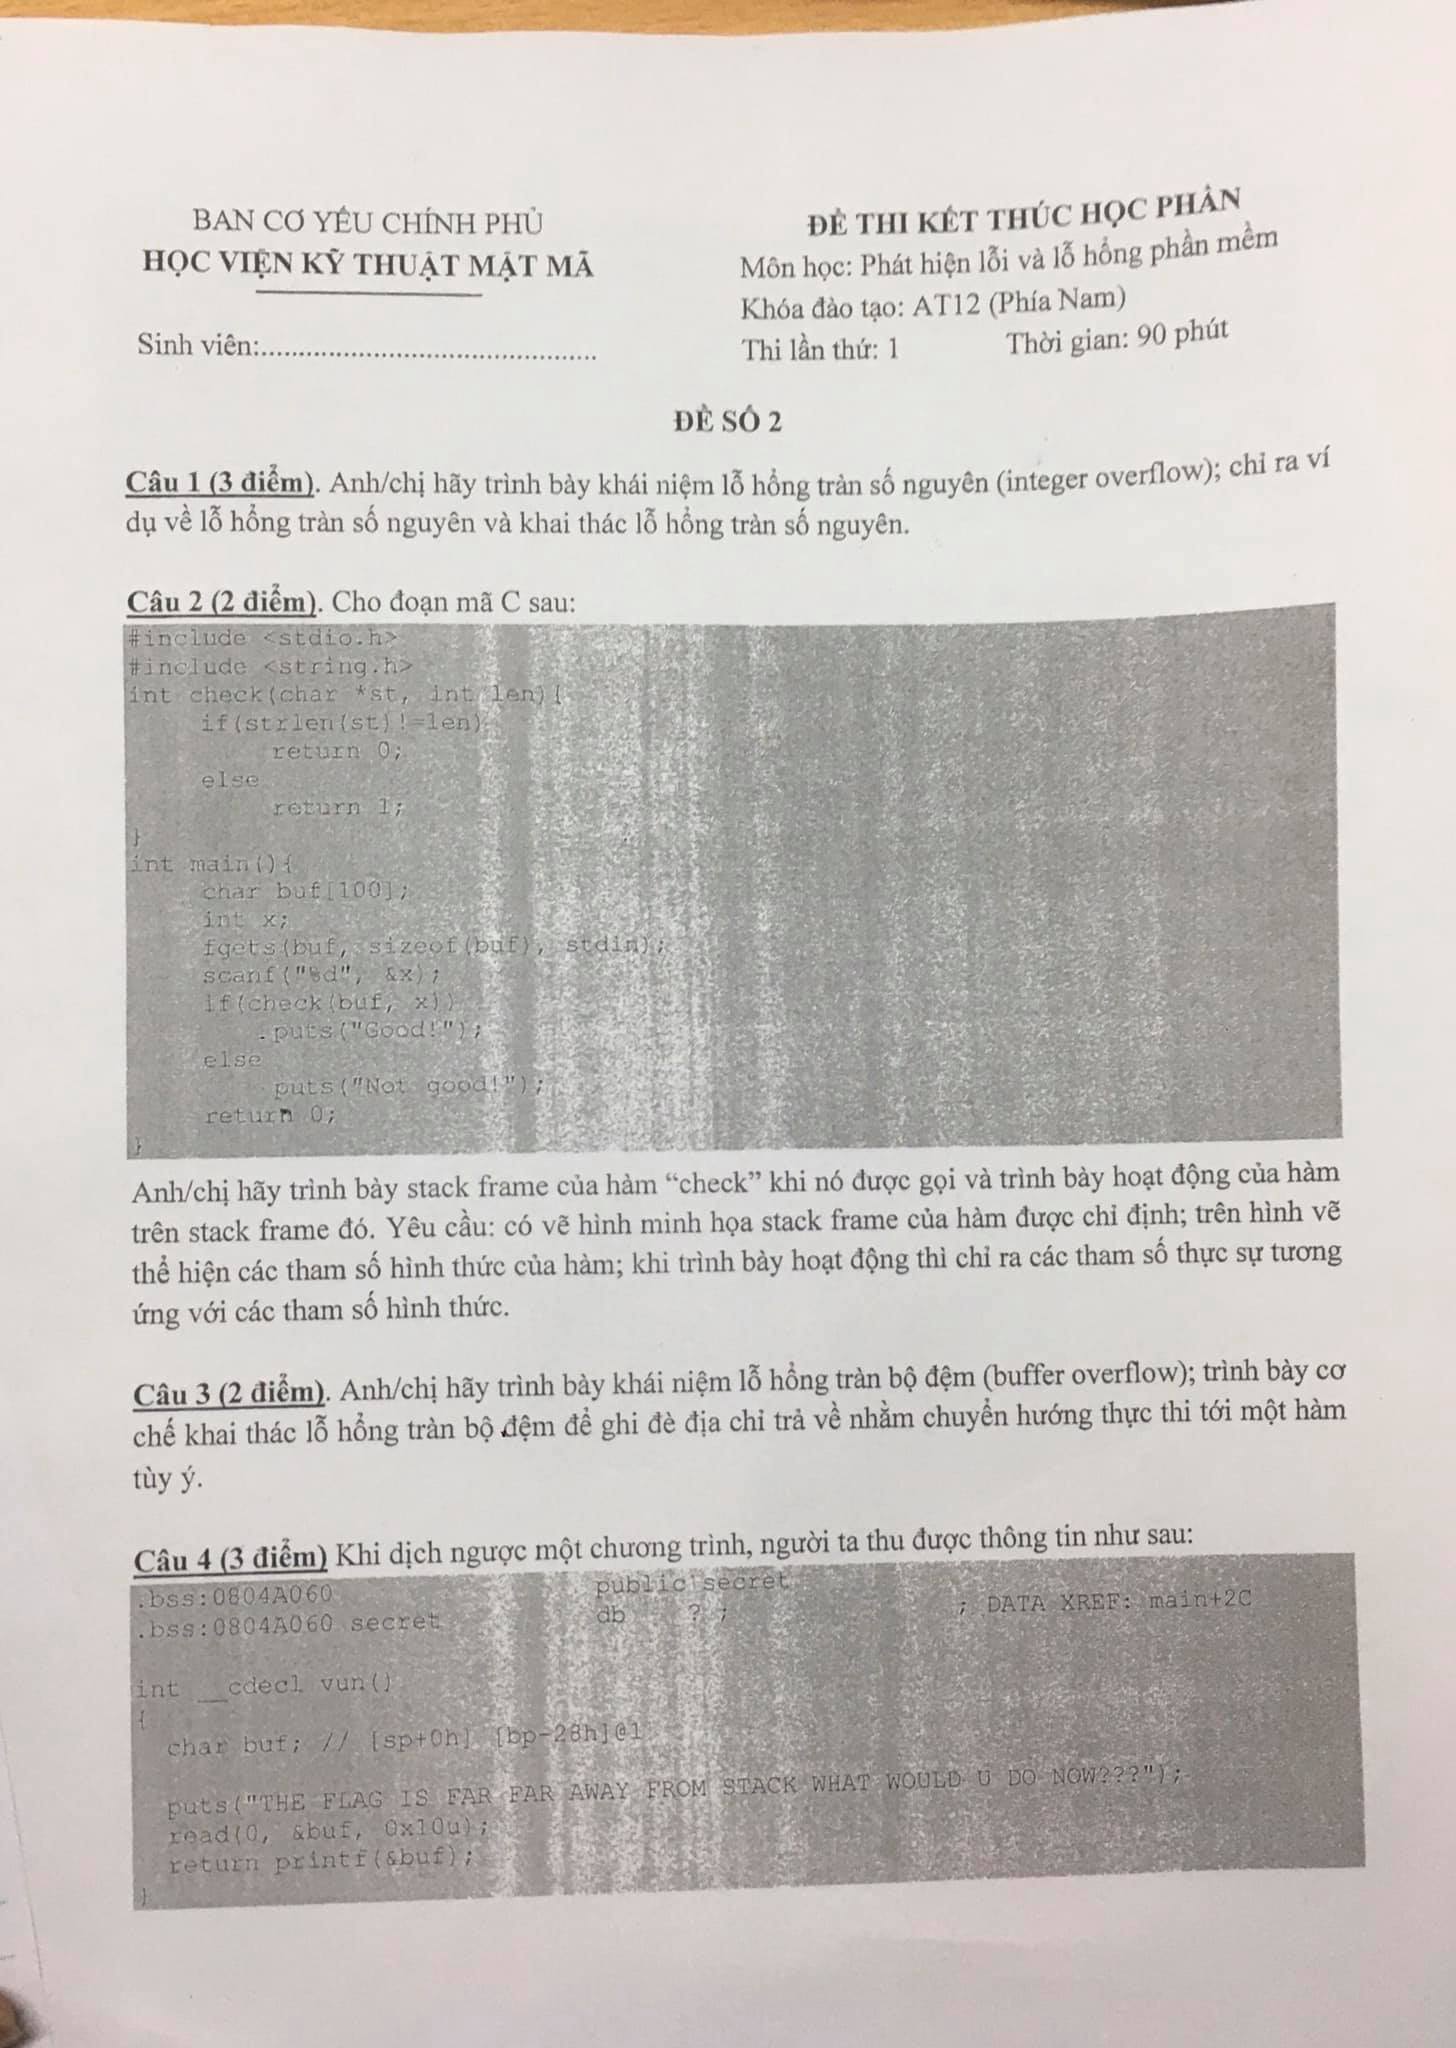 BAN CƠ YẾU CHÍNH PHỦ
HỌC VIỆN KỸ THUẬT MẬT MÃ
Sinh viên:.............................................
ĐỀ THI KẾT THÚC HỌC PHẦN
Môn học: Phát hiện lỗi và lỗ hổng phần mềm
Khóa đào tạo: AT12 (Phía Nam)
Thi lần thứ: 1 Thời gian: 90 phút
ĐỀ SỐ 2
Câu 1 (3 điểm). Anh/chị hãy trình bày khái niệm lỗ hổng tràn số nguyên (integer overflow); chỉ ra ví
dụ về lỗ hổng tràn số nguyên và khai thác lỗ hổng tràn số nguyên.
Câu 2 (2 điểm). Cho đoạn mã C sau:
#include <stdio.h>
#include <string.h>
int check(char *st, int len){
if(strlen(st)!=len)
return 0;
else
return 1;
}
int main(){
char buf[100];
int x;
fgets(buf, sizeof(buf), stdin);
scanf("%d", &x);
if(check(buf, x))
puts("Good!");
else
puts("Not good!");
return 0;
}
Anh/chị hãy trình bày stack frame của hàm “check” khi nó được gọi và trình bày hoạt động của hàm
trên stack frame đó. Yêu cầu: có vẽ hình minh họa stack frame của hàm được chỉ định; trên hình vẽ
thể hiện các tham số hình thức của hàm; khi trình bày hoạt động thì chỉ ra các tham số thực sự tương
ứng với các tham số hình thức.
Câu 3 (2 điểm). Anh/chị hãy trình bày khái niệm lỗ hổng tràn bộ đệm (buffer overflow); trình bày cơ
chế khai thác lỗ hổng tràn bộ đệm để ghi đè địa chỉ trả về nhằm chuyển hướng thực thi tới một hàm
tùy ý.
Câu 4 (3 điểm) Khi dịch ngược một chương trình, người ta thu được thông tin như sau:
.bss:0804A060 public secret
.bss:0804A060 secret db ? ; ; DATA XREF: main+2C
int __cdecl vun()
{
char buf; // [sp+0h] [bp-28h]@1
puts("THE FLAG IS FAR FAR AWAY FROM STACK WHAT WOULD U DO NOW???");
read(0, &buf, 0x10u);
return printf(&buf);
}